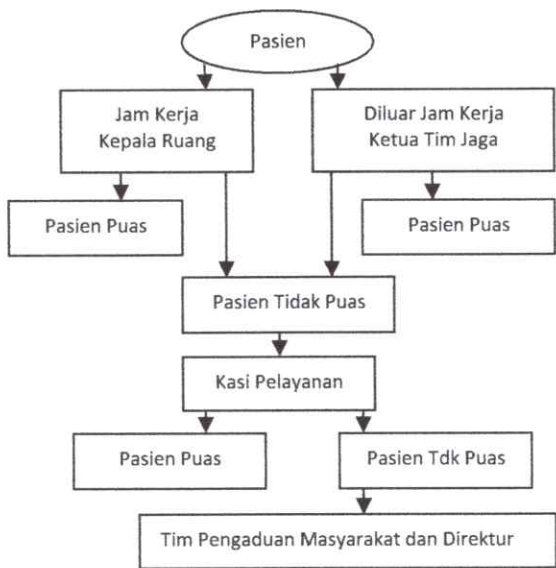 Pasien
Jam Kerja
Kepala Ruang
Diluar Jam Kerja
Ketua Tim Jaga
Pasien Puas
Pasien Puas
Pasien Tidak Puas
Kasi Pelayanan
Pasien Puas
Pasien Tdk Puas
Tim Pengaduan Masyarakat dan Direktur